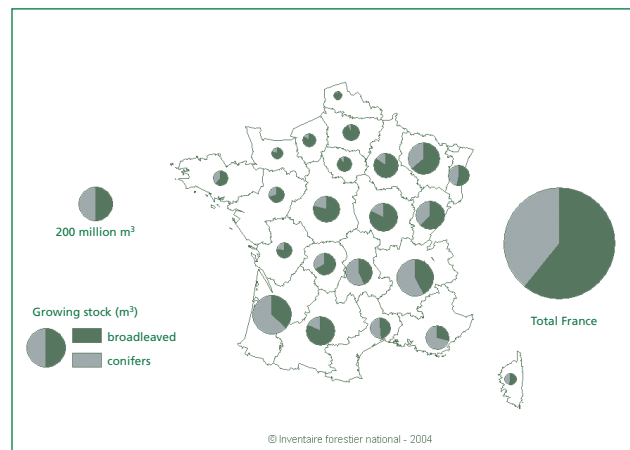 200 million m³
Growing stock (m³)
broadleaved
conifers
Total France
© Inventaire forestier national - 2004